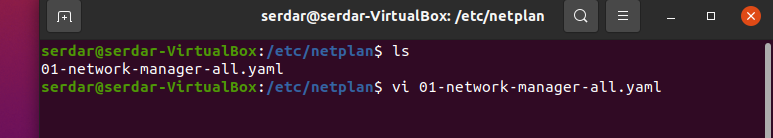 serdar@serdar-VirtualBox: /etc/netplan
serdar@serdar-VirtualBox:/etc/netplan$ ls
01-network-manager-all.yaml
serdar@serdar-VirtualBox:/etc/netplan$ vi 01-network-manager-all.yaml